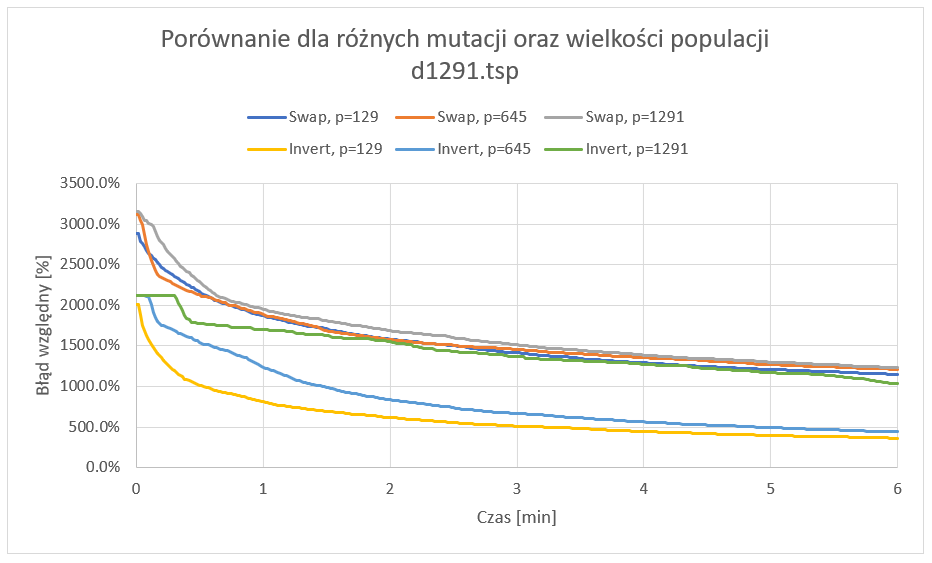 Porównanie dla różnych mutacji oraz wielkości populacji
d1291.tsp
Swap, p=129 Swap, p=645 Swap, p=1291
Invert, p=129 Invert, p=645 Invert, p=1291
Błąd względny [%]
3500.0%
3000.0%
2500.0%
2000.0%
1500.0%
1000.0%
500.0%
0.0%
0 1 2 3 4 5 6
Czas [min]